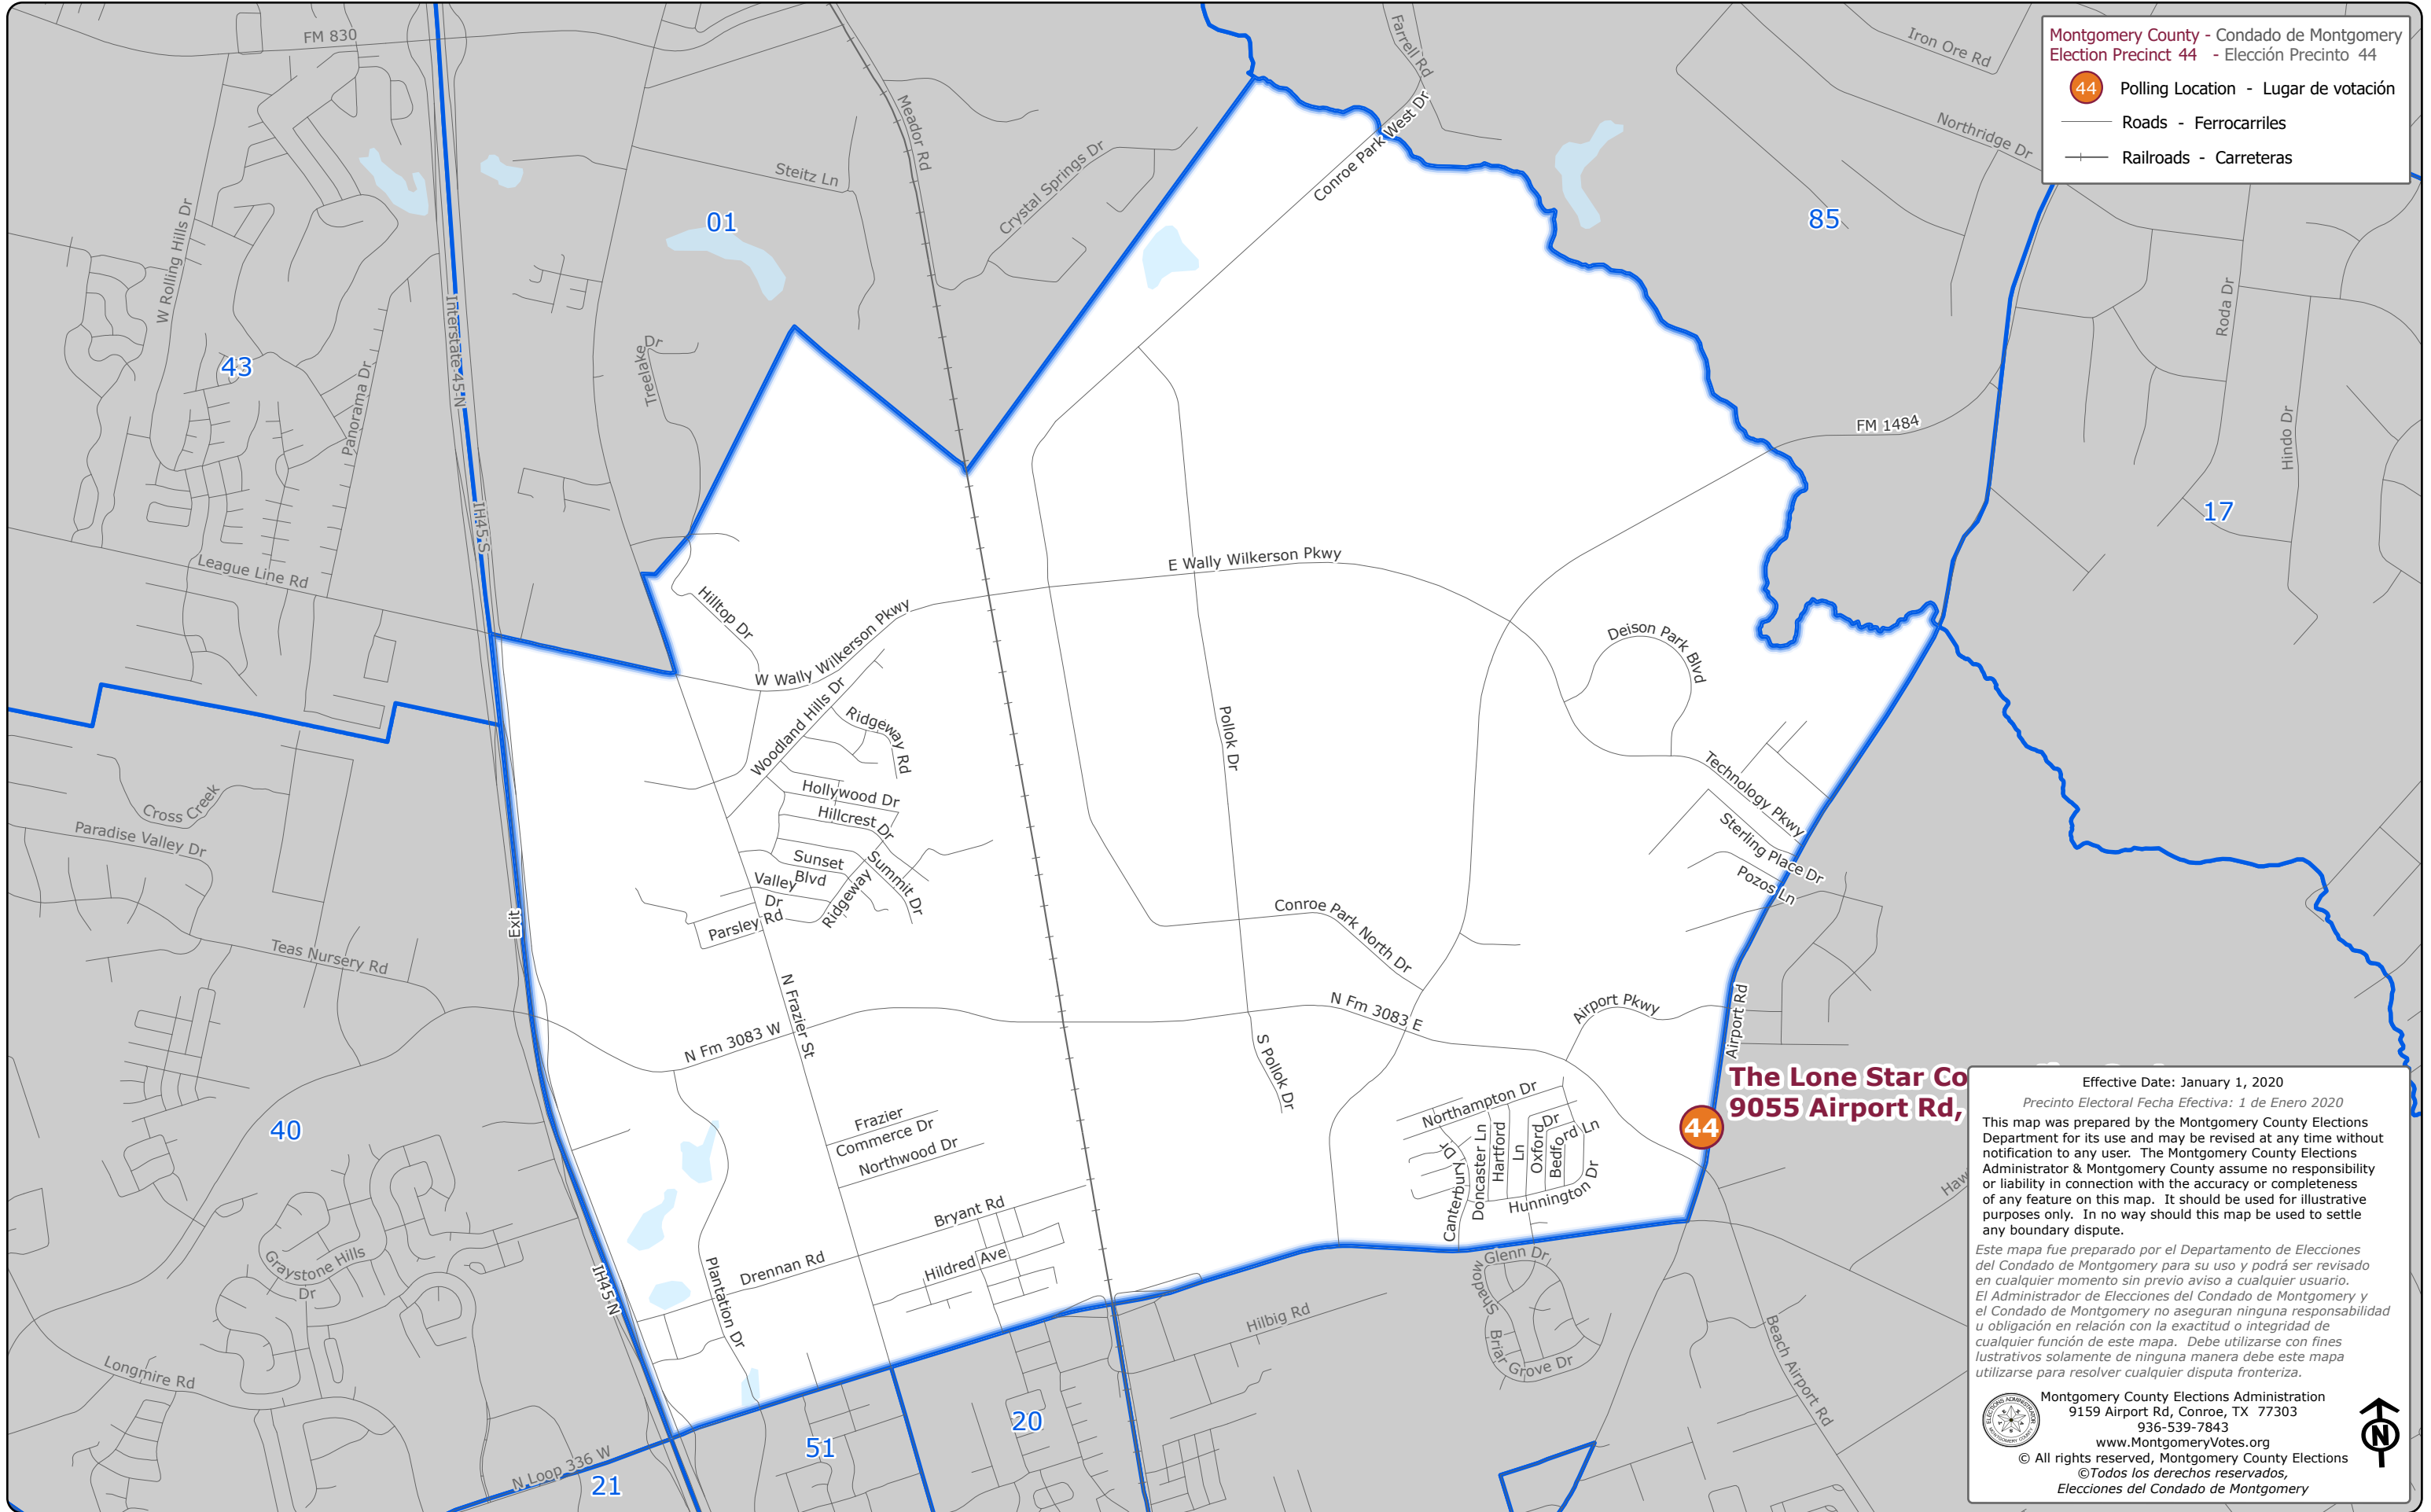 Montgomery County - Condado de Montgomery
Election Precinct 44 - Elección Precinto 44
44 Polling Location - Lugar de votación
Roads - Ferrocarriles
Railroads - Carreteras
FM 830
Farrell Rd
Iron Ore Rd
Meador Rd
Conroe Park West Dr
Northridge Dr
Steitz Ln
Crystal Springs Dr
01
85
W Rolling Hills Dr
Interstate 45 N
Roda Dr
Treelake Dr
43
Panorama Dr
FM 1484
Hindo Dr
IH45 S
17
League Line Rd
E Wally Wilkerson Pkwy
Hilltop Dr
W Wally Wilkerson Pkwy
Deison Park Blvd
Woodland Hills Dr
Ridgeway Rd
Pollok Dr
Cross Creek
Paradise Valley Dr
Hollywood Dr
Hillcrest Dr
Technology Pkwy
Sterling Place Dr
Sunset Blvd
Summit Dr
Valley Dr
Ridgeway
Pozos Ln
Parsley Rd
Exit
Conroe Park North Dr
Teas Nursery Rd
N Frazier St
N Fm 3083 W
N Fm 3083 E
Airport Pkwy
Airport Rd
S Pollok Dr
The Lone Star Co
9055 Airport Rd,
44
Northampton Dr
Frazier
Commerce Dr
Northwood Dr
40
Canterbury Dr
Doncaster Ln
Hartford Ln
Oxford Dr
Bedford Ln
Hunnington Dr
Haw
Bryant Rd
Graystone Hills Dr
Drennan Rd
Hildred Ave
Plantation Dr
IH45 N
Glenn Dr
Shadow
Hilbig Rd
Briar Grove Dr
Beach Airport Rd
Longmire Rd
20
51
N Loop 336 W
21
Effective Date: January 1, 2020
Precinto Electoral Fecha Efectiva: 1 de Enero 2020
This map was prepared by the Montgomery County Elections
Department for its use and may be revised at any time without
notification to any user. The Montgomery County Elections
Administrator & Montgomery County assume no responsibility
or liability in connection with the accuracy or completeness
of any feature on this map. It should be used for illustrative
purposes only. In no way should this map be used to settle
any boundary dispute.
Este mapa fue preparado por el Departamento de Elecciones
del Condado de Montgomery para su uso y podrá ser revisado
en cualquier momento sin previo aviso a cualquier usuario.
El Administrador de Elecciones del Condado de Montgomery y
el Condado de Montgomery no aseguran ninguna responsabilidad
u obligación en relación con la exactitud o integridad de
cualquier función de este mapa. Debe utilizarse con fines
lustrativos solamente de ninguna manera debe este mapa
utilizarse para resolver cualquier disputa fronteriza.
ELECTIONS ADMINISTRATOR
MONTGOMERY COUNTY
Montgomery County Elections Administration
9159 Airport Rd, Conroe, TX 77303
936-539-7843
www.MontgomeryVotes.org
© All rights reserved, Montgomery County Elections
©Todos los derechos reservados,
Elecciones del Condado de Montgomery
N